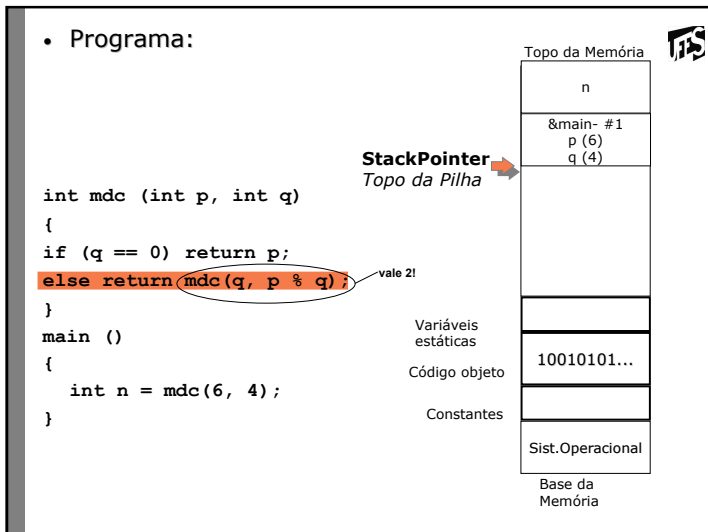 • Programa:
UFES
int mdc (int p, int q)
{
if (q == 0) return p;
else return mdc(q, p % q);
vale 2!
}
main ()
{
int n = mdc(6, 4);
}
StackPointer
Topo da Pilha
Topo da Memória
n
&main- #1
p (6)
q (4)
Variáveis
estáticas
Código objeto
10010101...
Constantes
Sist.Operacional
Base da
Memória